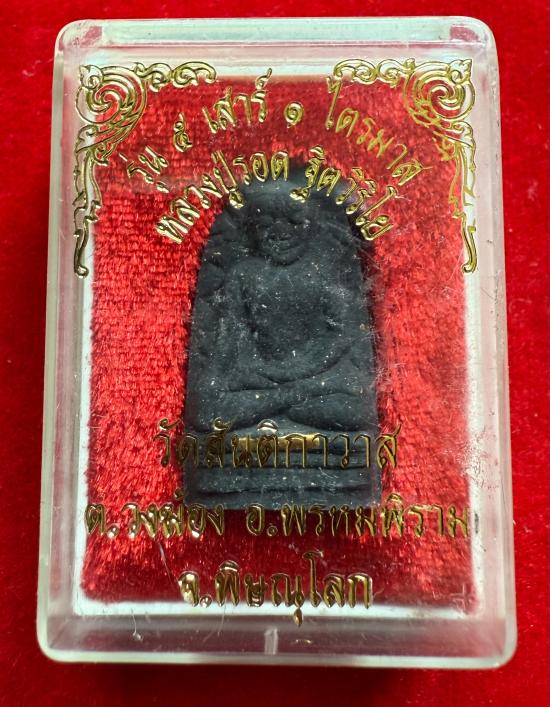 รุ่น ๕ เสาร์ ๑ ไตรมาส
หลวงปู่รอด ฐิตวิริโย
วัดสันติกาวาส
ต.วงฆ้อง อ.พรหมพิราม
จ.พิษณุโลก